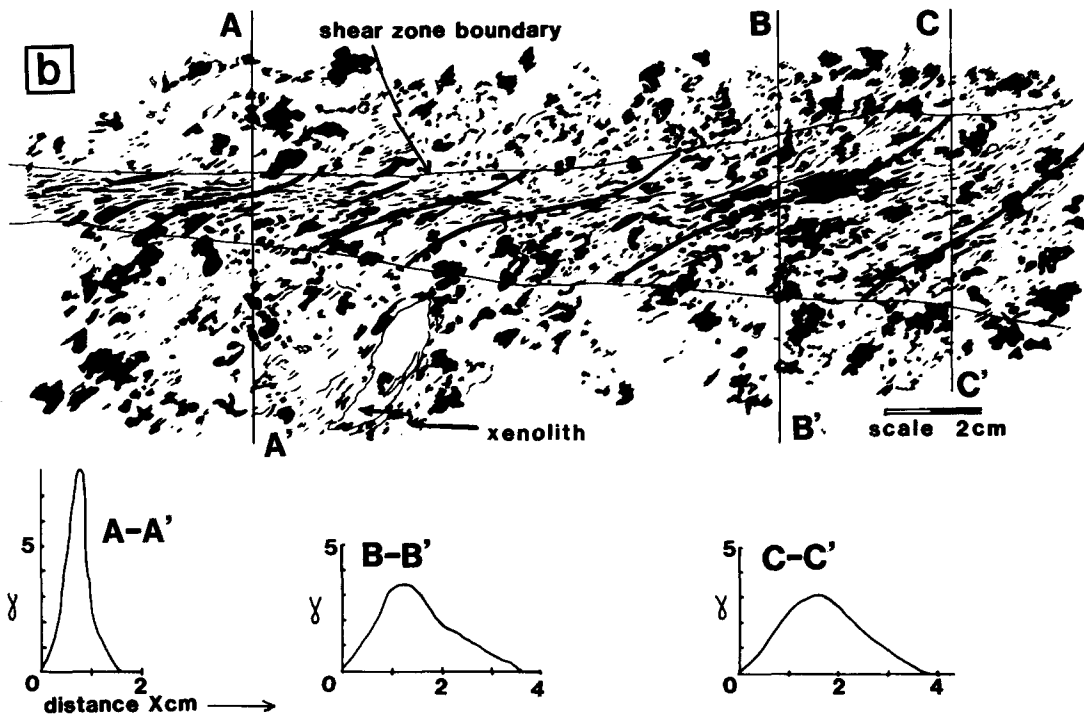 b
A
shear zone boundary
B
C
A'
xenolith
B'
C'
scale 2cm
A-A'
5
γ
0
2
distance Xcm
B-B'
5
γ
0
2
4
C-C'
5
γ
0
2
4